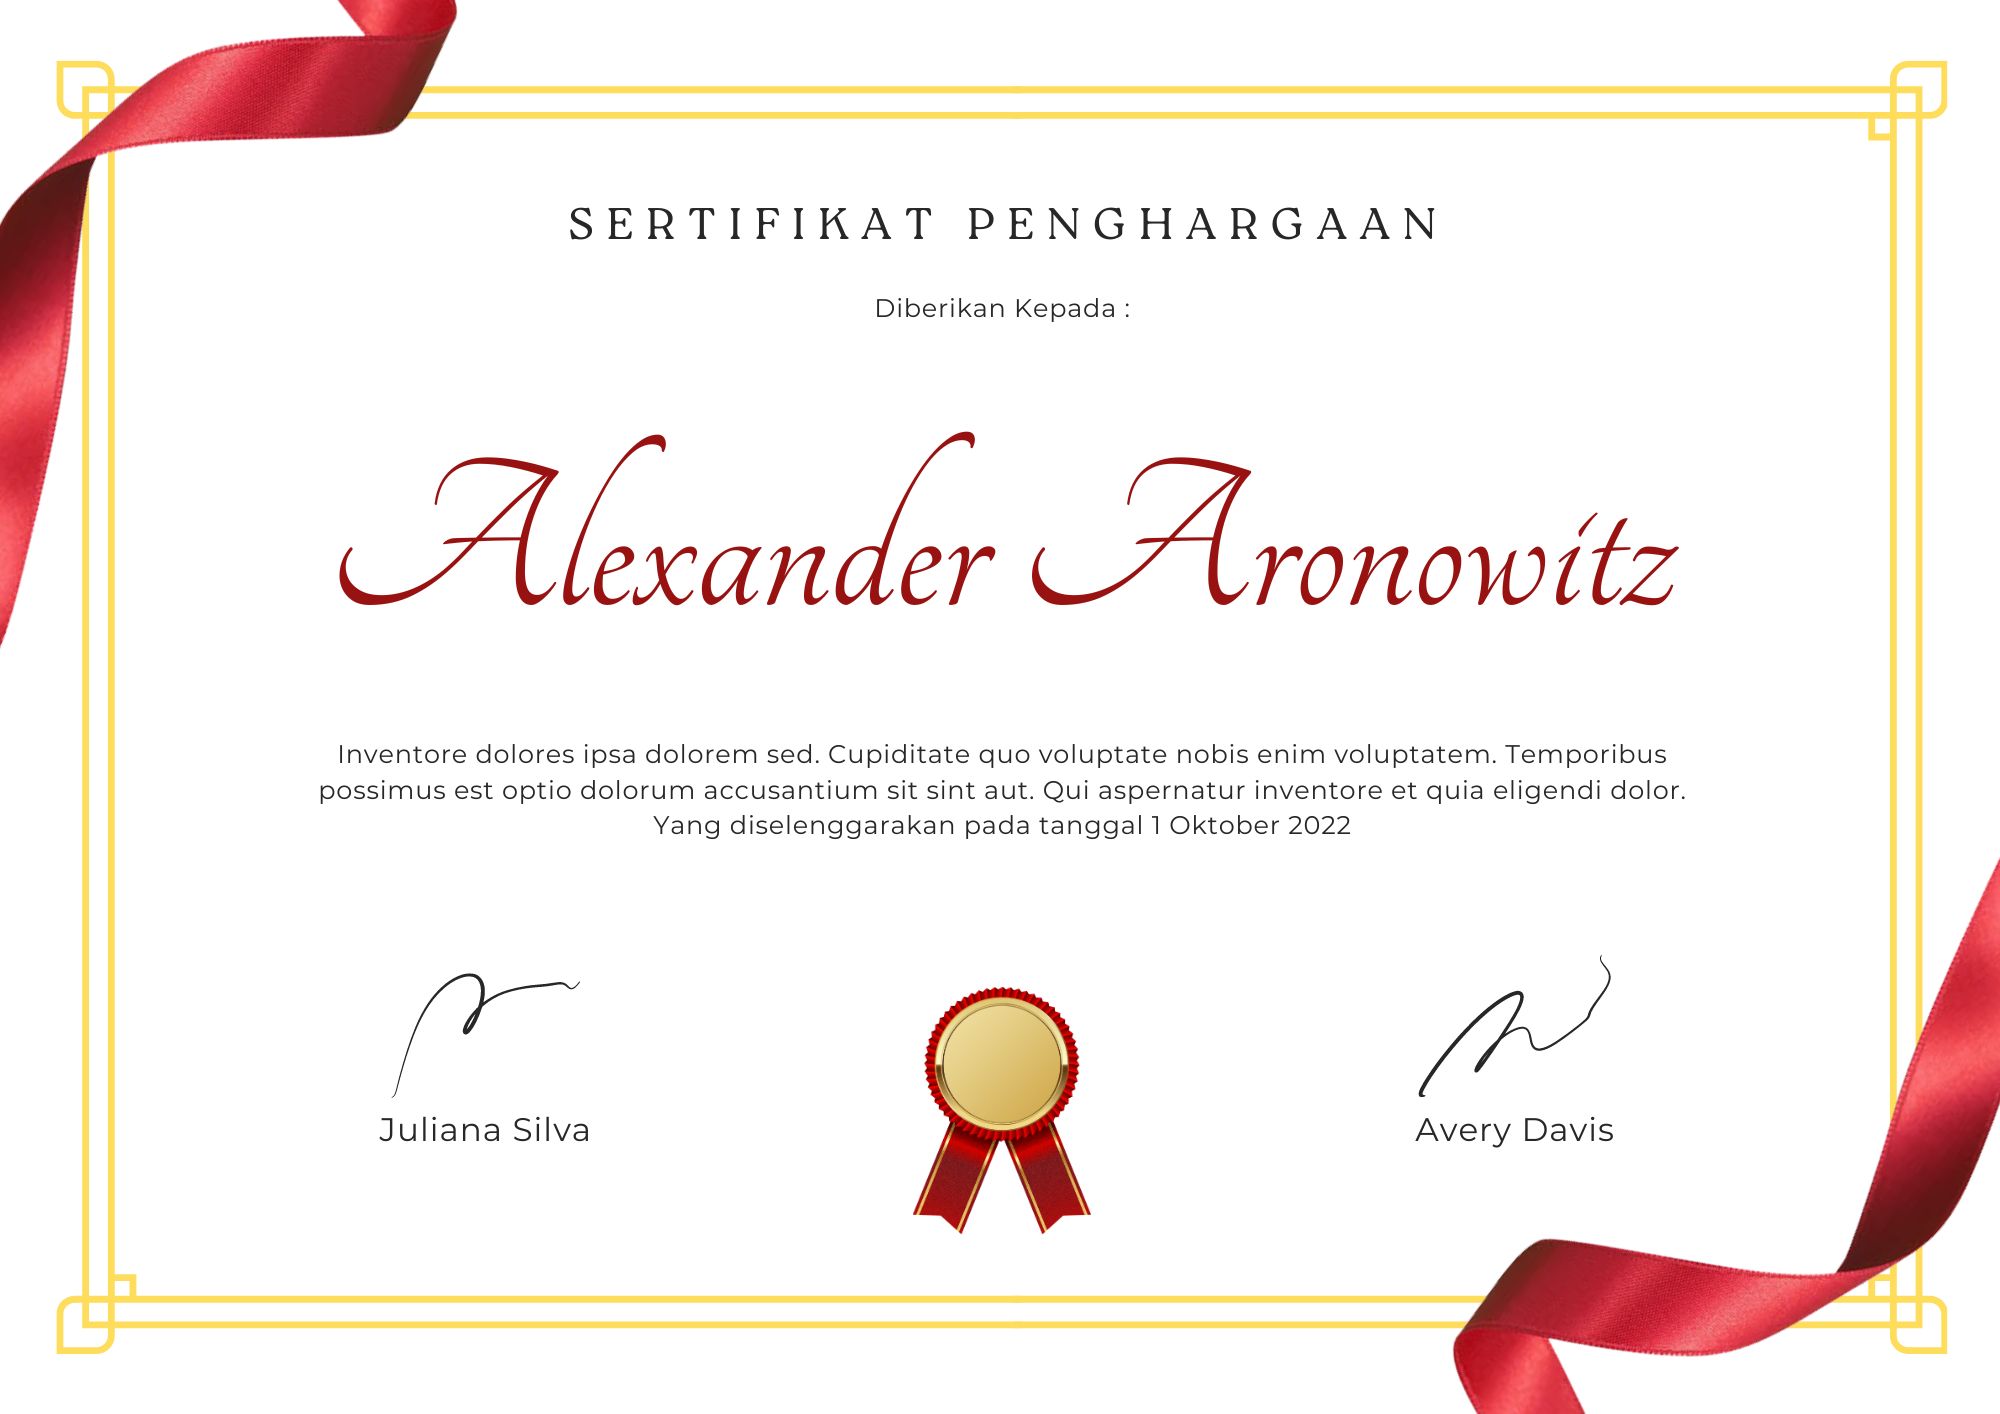 SERTIFIKAT PENGHARGAAN
Diberikan Kepada :
Alexander Aronowitz
Inventore dolores ipsa dolorem sed. Cupiditate quo voluptate nobis enim voluptatem. Temporibus
possimus est optio dolorum accusantium sit sint aut. Qui aspernatur inventore et quia eligendi dolor.
Yang diselenggarakan pada tanggal 1 Oktober 2022
Juliana Silva
Avery Davis